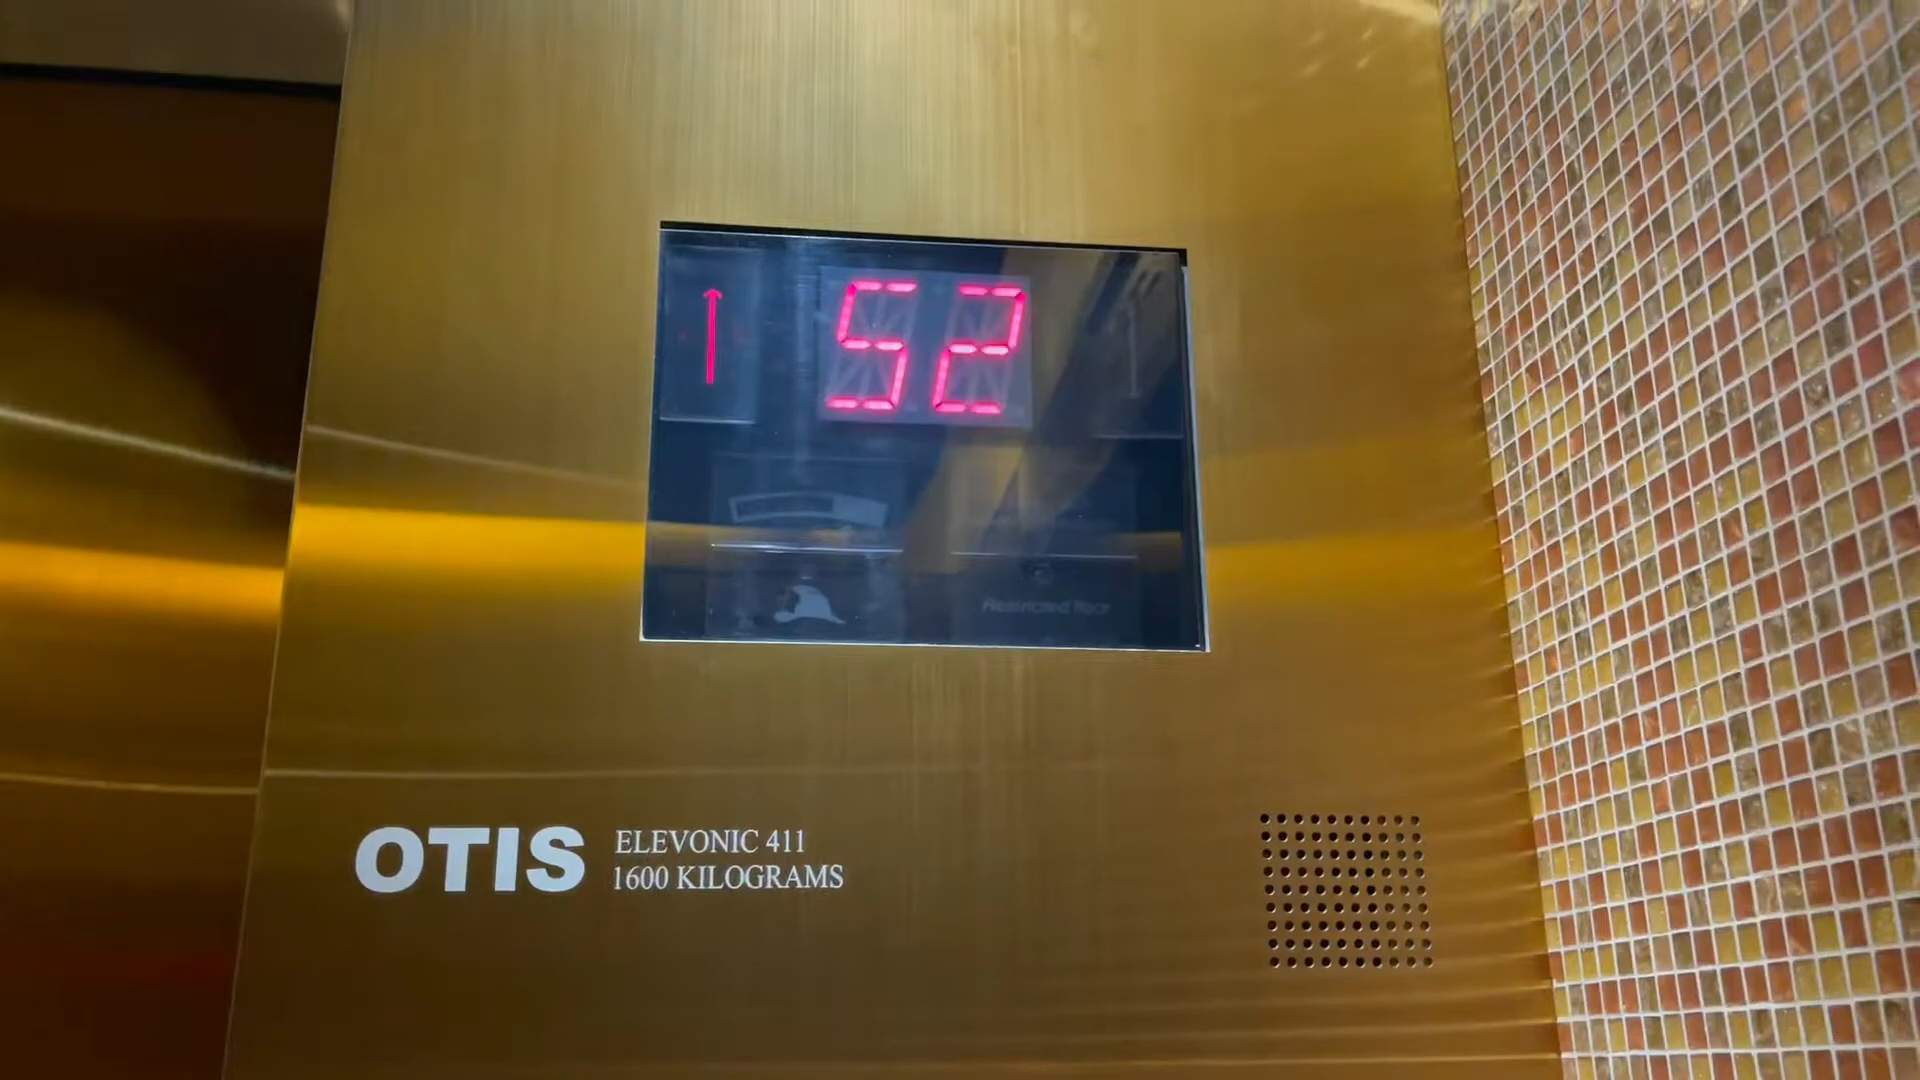 52
Restricted floor
OTIS
ELEVONIC 411
1600 KILOGRAMS